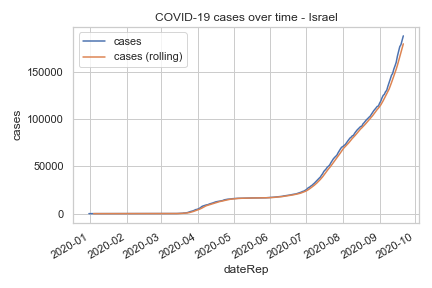 COVID-19 cases over time - Israel
cases
cases (rolling)
150000
100000
50000
0
cases
2020-01
2020-02
2020-03
2020-04
2020-05
2020-06
2020-07
2020-08
2020-09
2020-10
dateRep